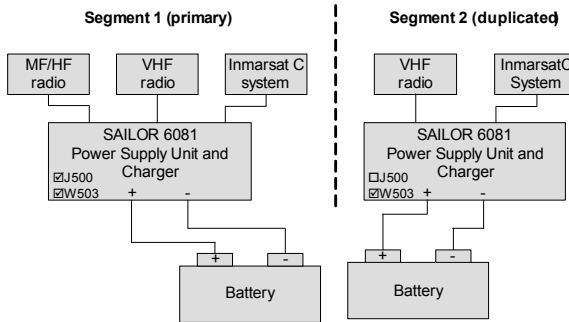 Segment 1 (primary)
Segment 2 (duplicated)
MF/HF
radio
VHF
radio
Inmarsat C
system
VHF
radio
InmarsatC
System
SAILOR 6081
Power Supply Unit and
Charger
☑J500
☑W503
+ -
SAILOR 6081
Power Supply Unit and
Charger
☐J500
☑W503
+ -
+ -
Battery
+ -
Battery